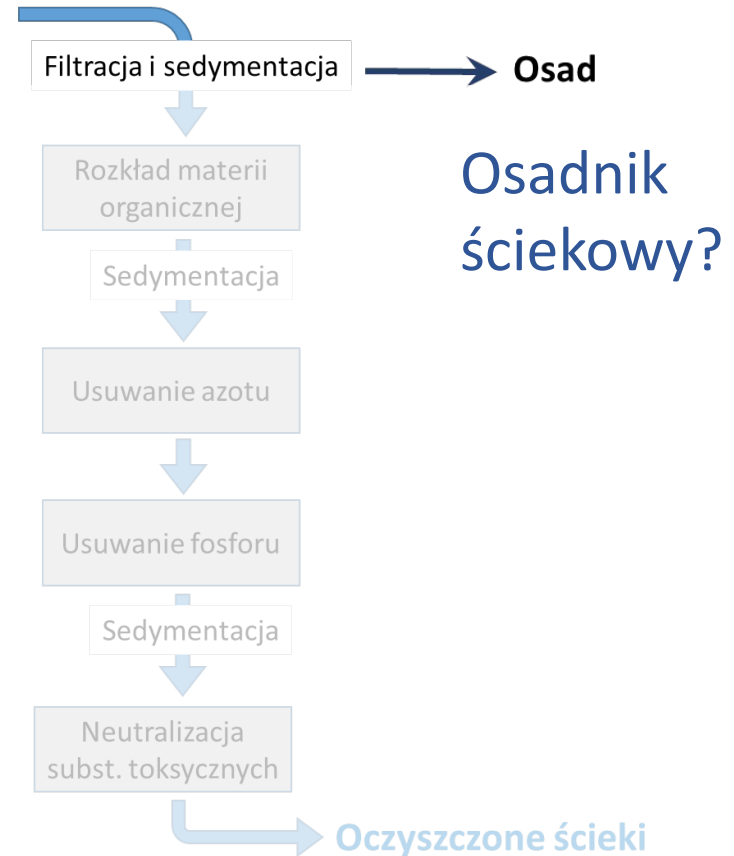 Filtracja i sedymentacja
Osad
Osadnik
ściekowy?
Rozkład materii
organicznej
Sedymentacja
Usuwanie azotu
Usuwanie fosforu
Sedymentacja
Neutralizacja
subst. toksycznych
Oczyszczone ścieki